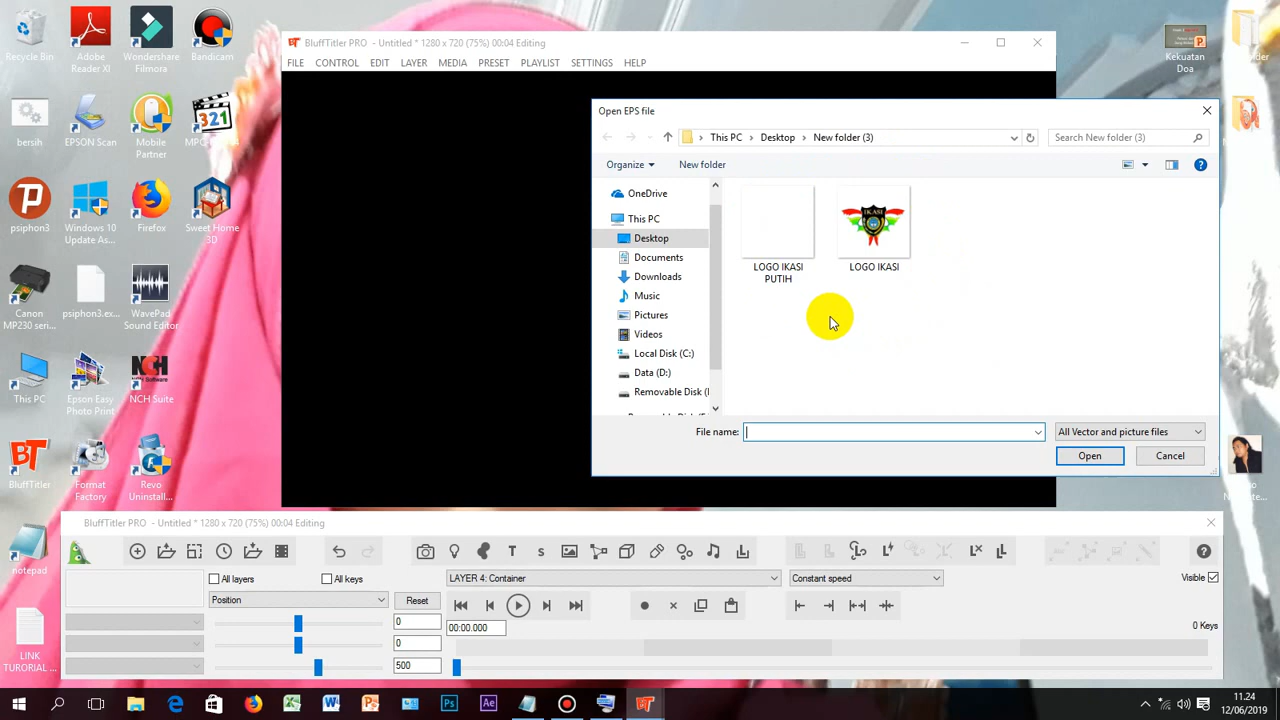 Recycle Bin
Adobe
Reader XI
Wondershare
Filmora
Bandicam
bersih
EPSON Scan
Mobile
Partner
psiphon3
Windows 10
Update As...
Firefox
Sweet Home
3D
Canon
MP230 seri...
psiphon3.ex...
WavePad
Sound Editor
This PC
Epson Easy
Photo Print
NCH Suite
BluffTitler
Format
Factory
Revo
Uninstall...
notepad
LINK
TURORIAL ...
Kekuatan
Doa
BluffTitler PRO - Untitled * 1280 x 720 (75%) 00:04 Editing
FILE CONTROL EDIT LAYER MEDIA PRESET PLAYLIST SETTINGS HELP
Open EPS file
This PC > Desktop > New folder (3)
Search New folder (3)
Organize
New folder
OneDrive
This PC
Desktop
Documents
Downloads
Music
Pictures
Videos
Local Disk (C:)
Data (D:)
Removable Disk (
LOGO IKASI
PUTIH
IKASI
LOGO IKASI
File name:
All Vector and picture files
Open
Cancel
BluffTitler PRO - Untitled * 1280 x 720 (75%) 00:04 Editing
All layers
All keys
LAYER 4: Container
Constant speed
Visible
Position
Reset
0
00:00.000
0 Keys
0
500
11.24
12/06/2019